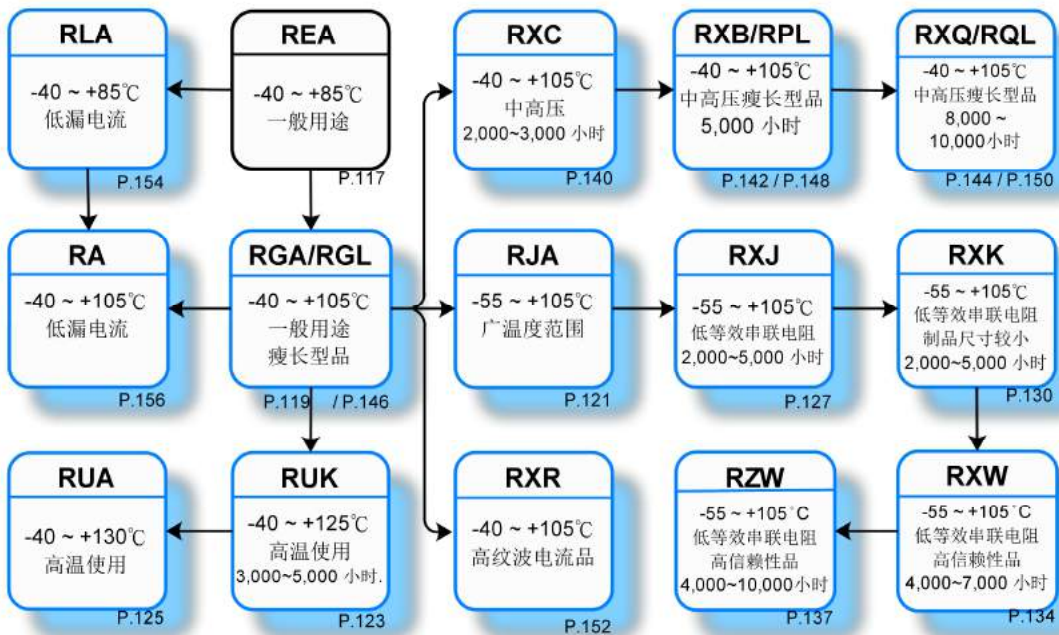 RLA
-40 ~ +85℃
低漏电流
P.154
REA
-40 ~ +85℃
一般用途
P.117
RXC
-40 ~ +105℃
中高压
2,000~3,000 小时
P.140
RXB/RPL
-40 ~ +105℃
中高压瘦长型品
5,000 小时
P.142 / P.148
RXQ/RQL
-40 ~ +105℃
中高压瘦长型品
8,000 ~
10,000小时
P.144 / P.150
RA
-40 ~ +105℃
低漏电流
P.156
RGA/RGL
-40 ~ +105℃
一般用途
瘦长型品
P.119 / P.146
RJA
-55 ~ +105℃
广温度范围
P.121
RXJ
-55 ~ +105℃
低等效串联电阻
2,000~5,000 小时
P.127
RXK
-55 ~ +105℃
低等效串联电阻
制品尺寸较小
2,000~5,000 小时
P.130
RUA
-40 ~ +130℃
高温使用
P.125
RUK
-40 ~ +125℃
高温使用
3,000~5,000 小时.
P.123
RXR
-40 ~ +105℃
高纹波电流品
P.152
RZW
-55 ~ +105°C
低等效串联电阻
高信赖性品
4,000~10,000小时
P.137
RXW
-55 ~ +105°C
低等效串联电阻
高信赖性品
4,000~7,000 小时
P.134